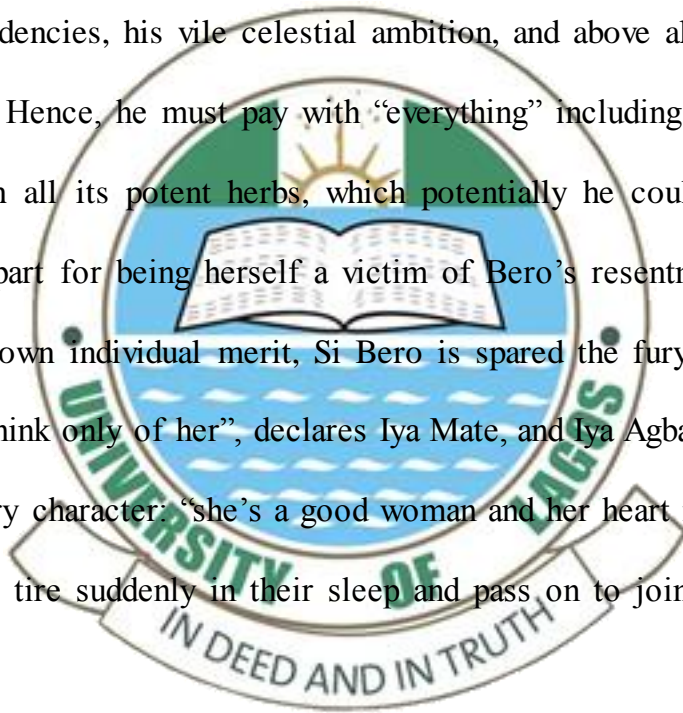 dencies, his vile celestial ambition, and above al
Hence, he must pay with “everything” including
all its potent herbs, which potentially he cou
part for being herself a victim of Bero’s resentr
own individual merit, Si Bero is spared the fury
hink only of her”, declares Iya Mate, and Iya Agba
ry character: “she’s a good woman and her heart
tire suddenly in their sleep and pass on to join
UNIVERSITY OF LAGOS
IN DEED AND IN TRUTH